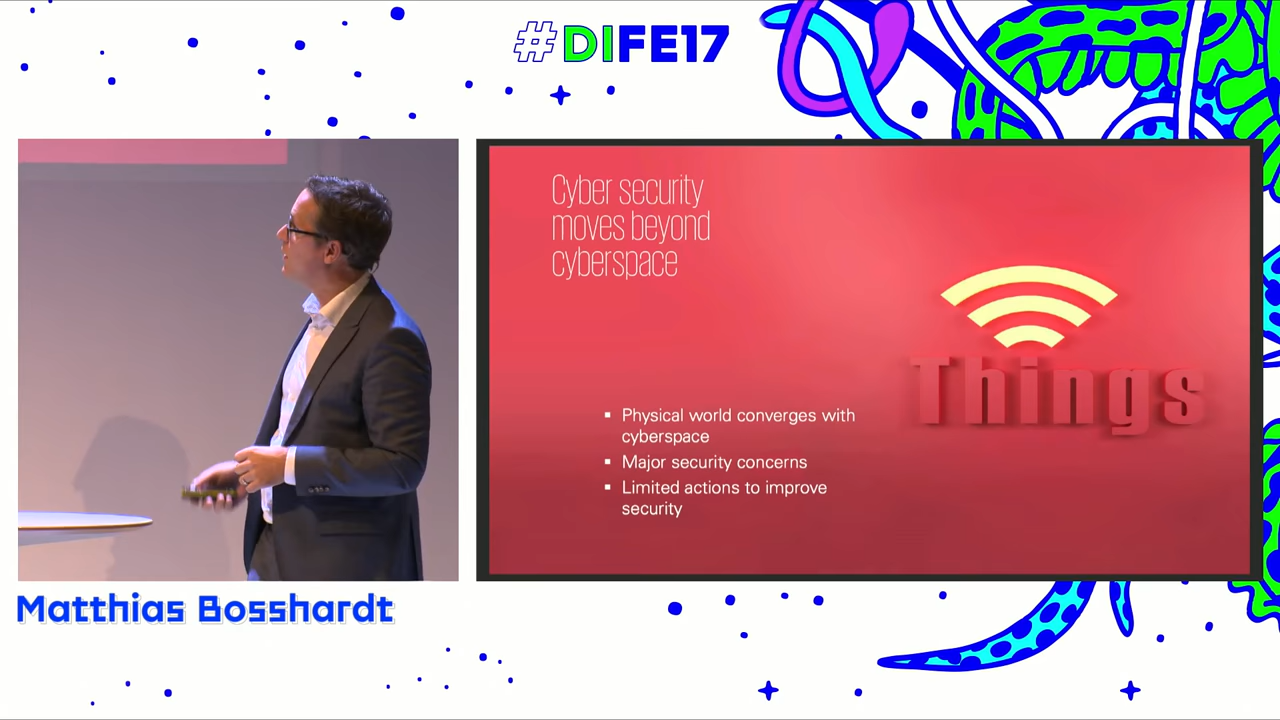 #DIFE17
Cyber security
moves beyond
cyberspace
Things
▪ Physical world converges with
cyberspace
▪ Major security concerns
▪ Limited actions to improve
security
Matthias Bosshardt